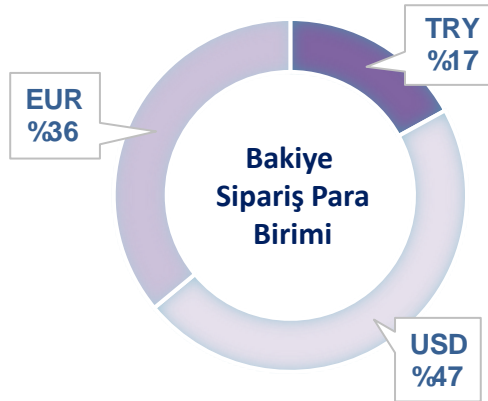 TRY
%17
EUR
%36
Bakiye
Sipariş Para
Birimi
USD
%47